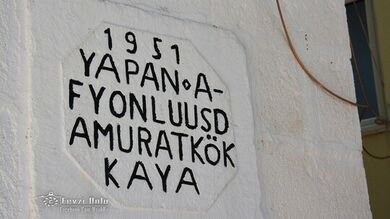 1951
YAPAN◇A-
FYONLUUSD
AMURATKÖK
KAYA